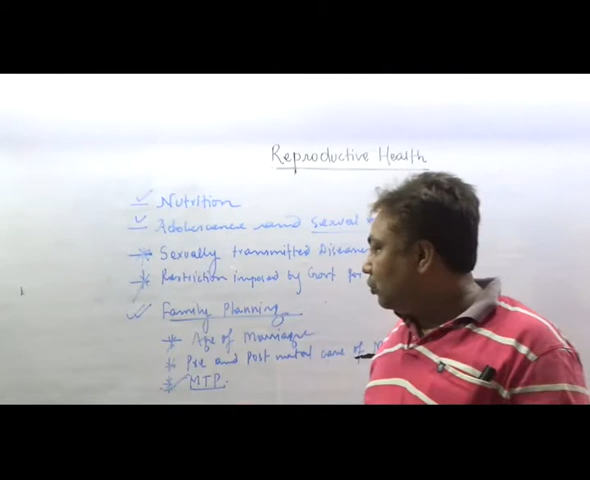 Reproductive Health
Nutrition
Adolescence and Sexual
Sexually transmitted Diseases
Restriction imposed by Govt for
Family Planning
Age of Marriage
Pre and Post natal care of M
MTP.